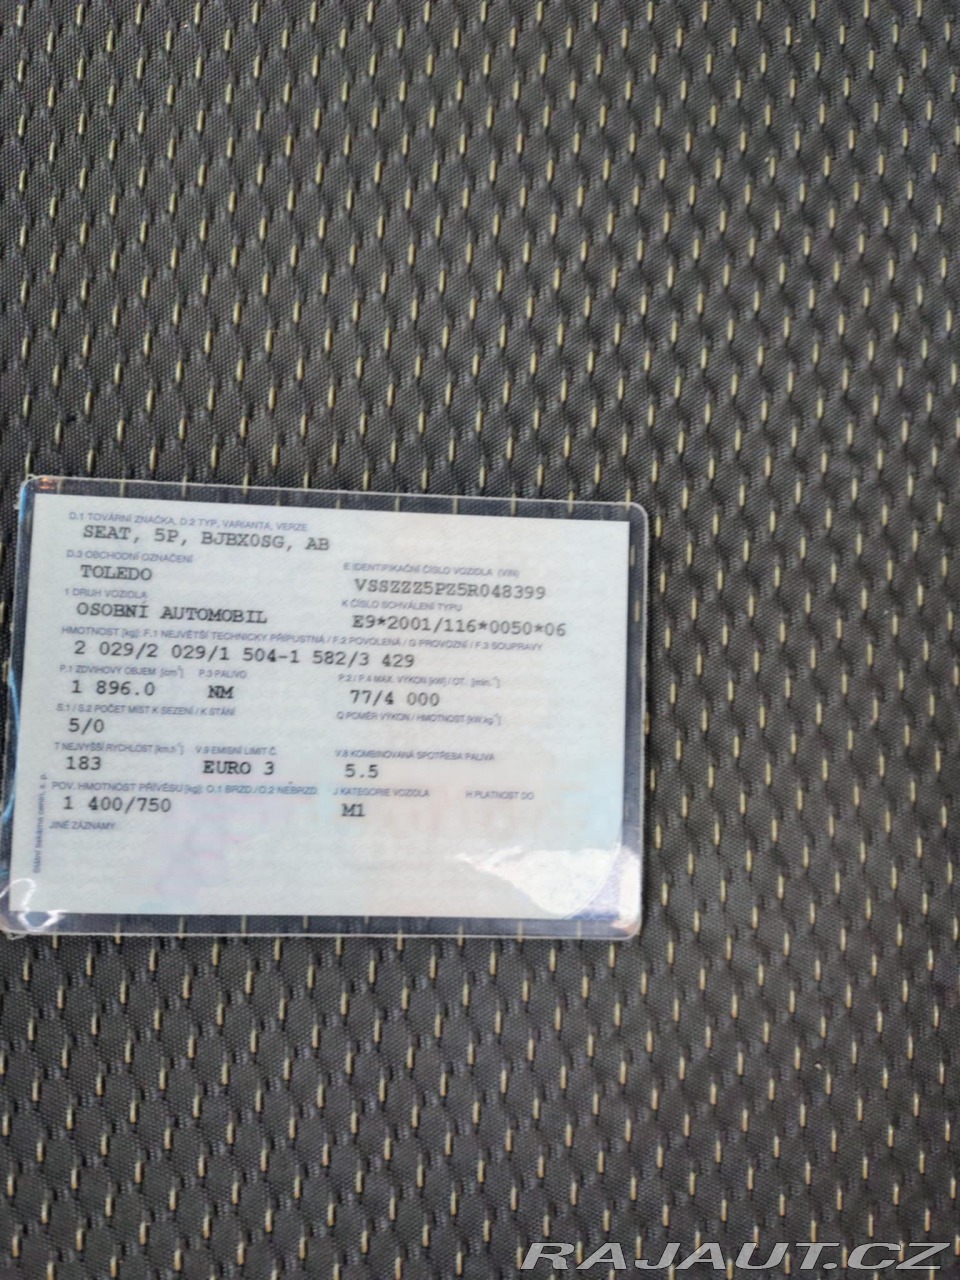 D.1 TOVÁRNÍ ZNAČKA, D.2 TYP, VARIANTA, VERZE
SEAT, 5P, BJBX0SG, AB
D.3 OBCHODNÍ OZNAČENÍ
TOLEDO
E IDENTIFIKAČNÍ ČÍSLO VOZIDLA (VIN)
VSSZZZ5PZ5R048399
1 DRUH VOZIDLA
OSOBNÍ AUTOMOBIL
K ČÍSLO SCHVÁLENÍ TYPU
E9*2001/116*0050*06
HMOTNOST [kg]: F.1 NEJVĚTŠÍ TECHNICKY PŘÍPUSTNÁ / F.2 POVOLENÁ / G PROVOZNÍ / F.3 SOUPRAVY
2 029/2 029/1 504-1 582/3 429
P.1 ZDVIHOVÝ OBJEM [cm³] P.3 PALIVO P.2 / P.4 MAX. VÝKON [kW] / OT. [min.⁻¹]
1 896.0 NM 77/4 000
S.1 / S.2 POČET MÍST K SEZENÍ / K STÁNÍ Q POMĚR VÝKON / HMOTNOST [kW.kg⁻¹]
5/0
T NEJVYŠŠÍ RYCHLOST [km.h⁻¹] V.9 EMISNÍ LIMIT Č. V.8 KOMBINOVANÁ SPOTŘEBA PALIVA
183 EURO 3 5.5
POV. HMOTNOST PŘÍVĚSU [kg]: O.1 BRZD./O.2 NEBRZD. J KATEGORIE VOZIDLA H PLATNOST DO
1 400/750 M1
JINÉ ZÁZNAMY
RAJAUT.CZ